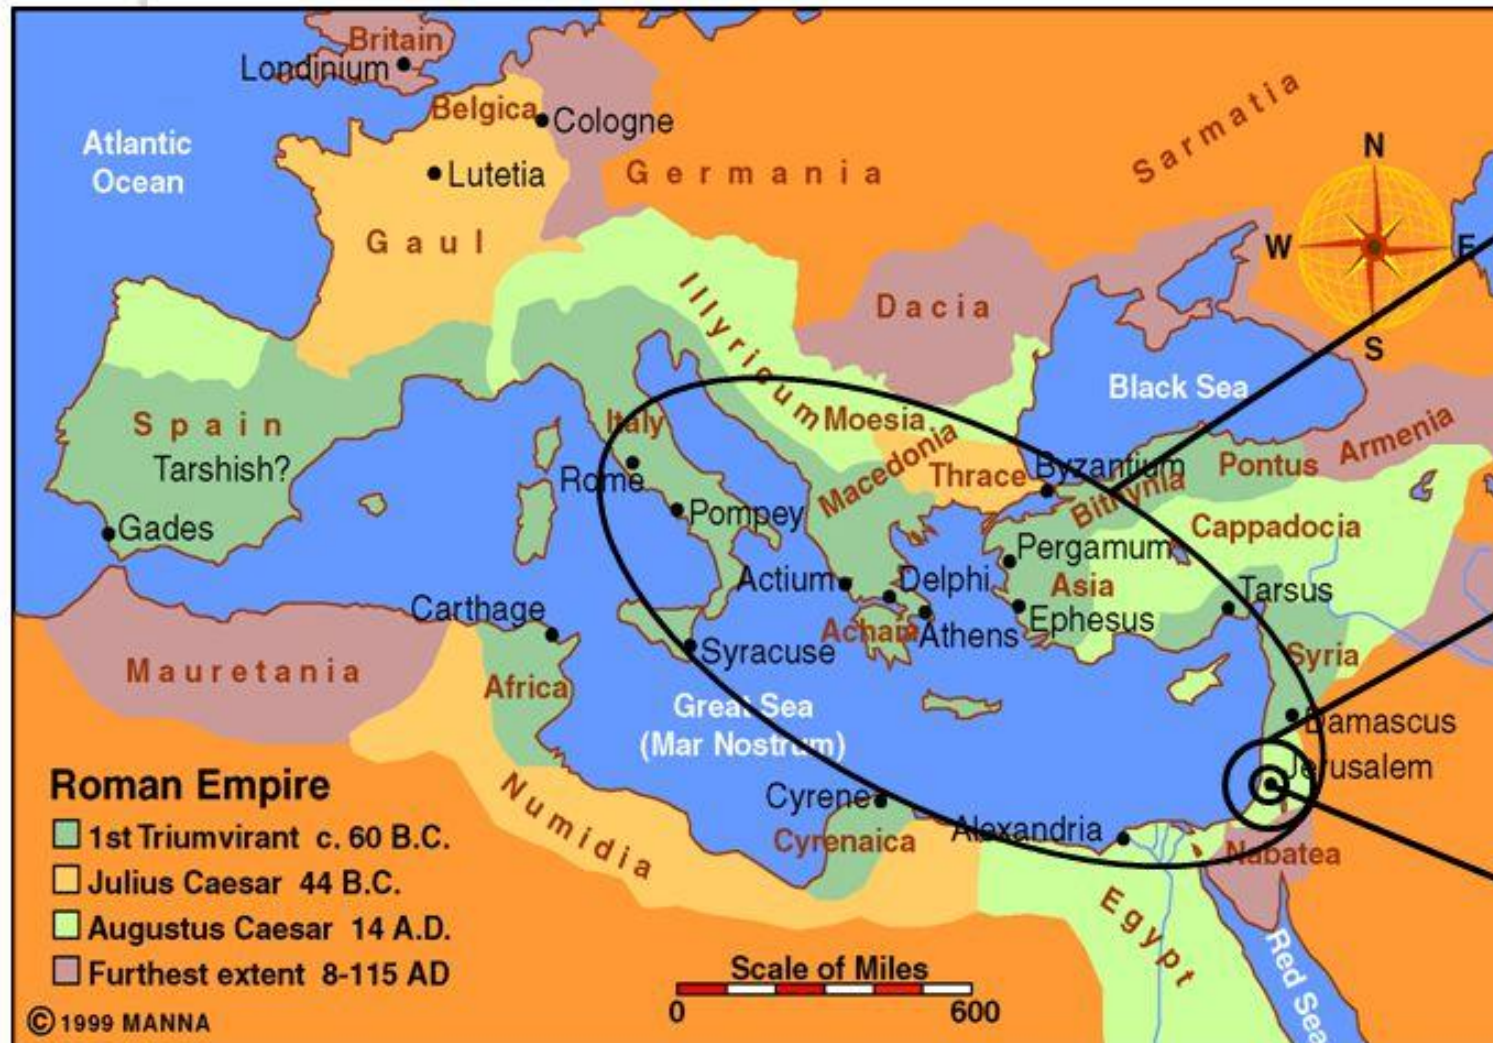 Britain
Londinium
Belgica
Cologne
Atlantic
Ocean
Lutetia
Germania
Sarmatia
N
W
E
S
Gaul
Dacia
Illyricum
Black Sea
Spain
Tarshish?
Italy
Moesia
Macedonia
Armenia
Rome
Thrace
Byzantium
Pontus
Bithynia
Pompey
Gades
Cappadocia
Pergamum
Actium
Delphi
Asia
Tarsus
Carthage
Achaia
Athens
Ephesus
Syracuse
Syria
Mauretania
Africa
Great Sea
(Mar Nostrum)
Damascus
Jerusalem
Roman Empire
1st Triumvirant c. 60 B.C.
Julius Caesar 44 B.C.
Augustus Caesar 14 A.D.
Furthest extent 8-115 AD
© 1999 MANNA
Numidia
Cyrene
Cyrenaica
Alexandria
Nabatea
Egypt
Red Sea
Scale of Miles
0
600